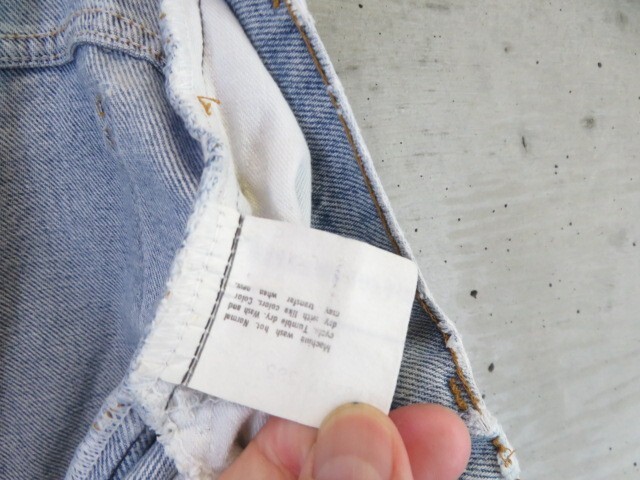 Machine wash hot. Normal
cycle. Tumble dry. Wash and
dry with like colors. Color
may transfer when new.